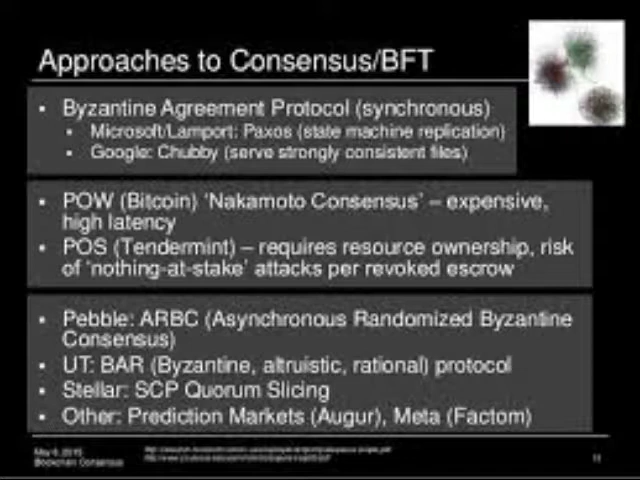 Approaches to Consensus/BFT
▪ Byzantine Agreement Protocol (synchronous)
▪ Microsoft/Lamport: Paxos (state machine replication)
▪ Google: Chubby (serve strongly consistent files)
▪ POW (Bitcoin) ‘Nakamoto Consensus’ – expensive,
high latency
▪ POS (Tendermint) – requires resource ownership, risk
of ‘nothing-at-stake’ attacks per revoked escrow
▪ Pebble: ARBC (Asynchronous Randomized Byzantine
Consensus)
▪ UT: BAR (Byzantine, altruistic, rational) protocol
▪ Stellar: SCP Quorum Slicing
▪ Other: Prediction Markets (Augur), Meta (Factom)
2015
Blockchain Consensus